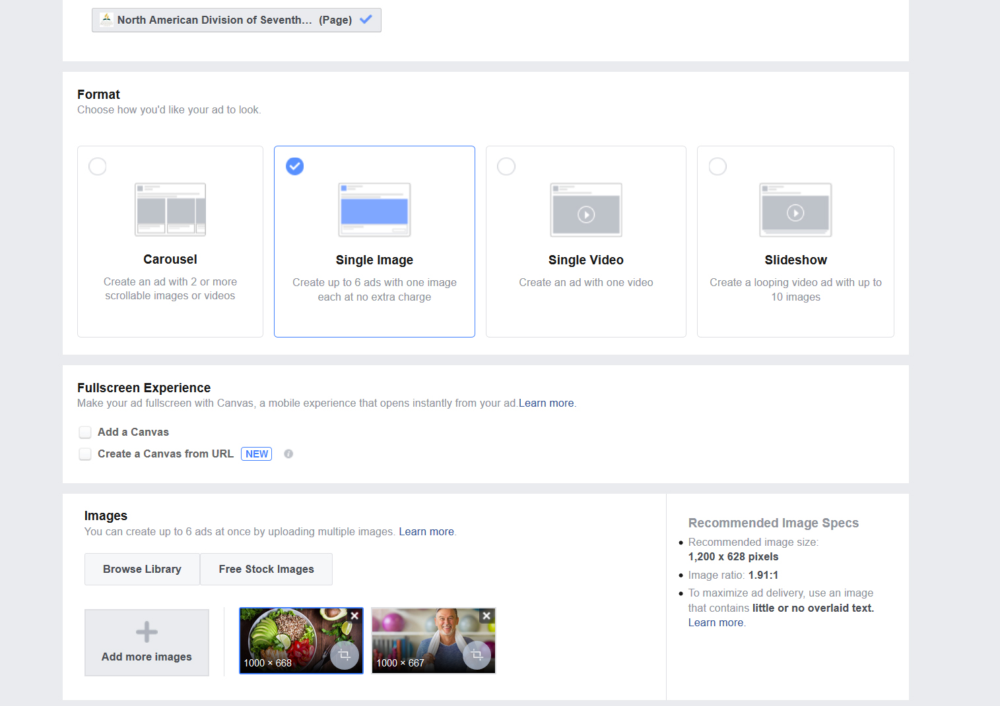 North American Division of Seventh... (Page)
Format
Choose how you'd like your ad to look.
Carousel
Create an ad with 2 or more
scrollable images or videos
Single Image
Create up to 6 ads with one image
each at no extra charge
Single Video
Create an ad with one video
Slideshow
Create a looping video ad with up to
10 images
Fullscreen Experience
Make your ad fullscreen with Canvas, a mobile experience that opens instantly from your ad.Learn more.
Add a Canvas
Create a Canvas from URL NEW
Images
You can create up to 6 ads at once by uploading multiple images. Learn more.
Browse Library
Free Stock Images
Add more images
1000 × 668
1000 × 667
Recommended Image Specs
Recommended image size:
1,200 x 628 pixels
Image ratio: 1.91:1
To maximize ad delivery, use an image
that contains little or no overlaid text.
Learn more.